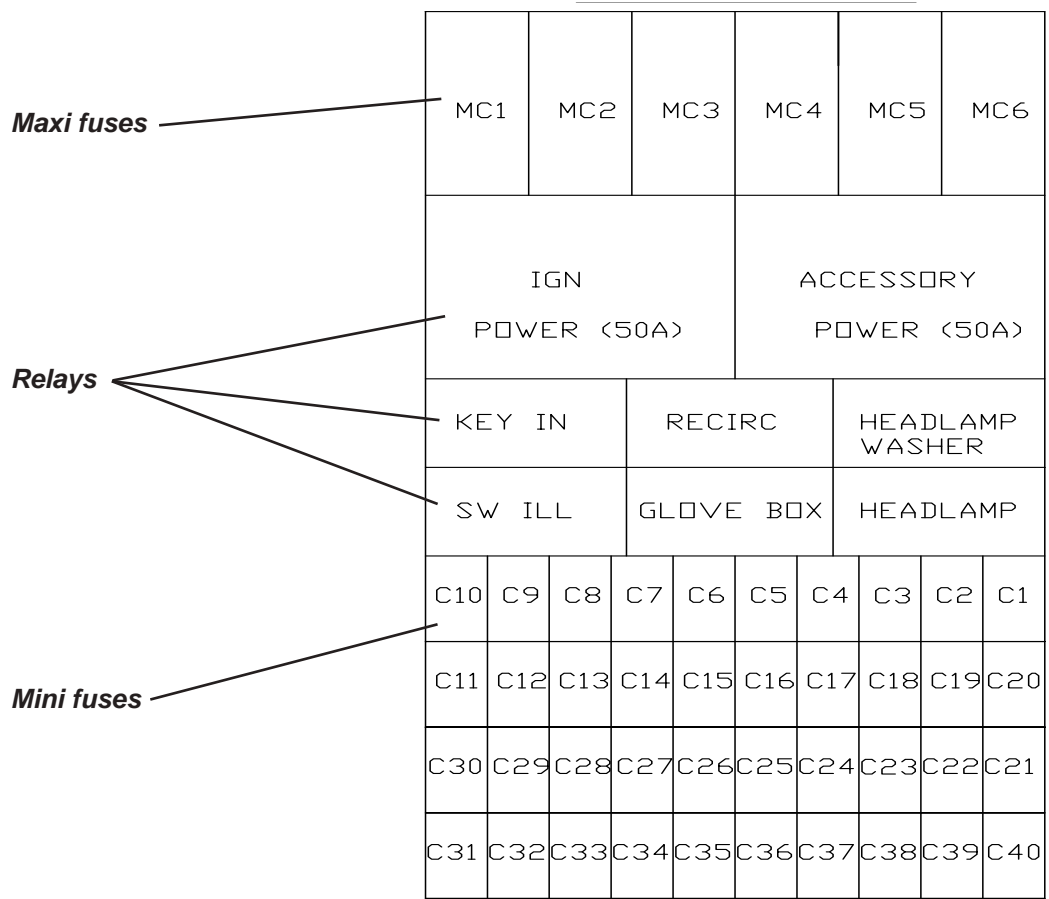 Maxi fuses
MC1 MC2 MC3 MC4 MC5 MC6
IGN
POWER (50A)
ACCESSORY
POWER (50A)
Relays
KEY IN
RECIRC
HEADLAMP
WASHER
SW ILL
GLOVE BOX
HEADLAMP
C10 C9 C8 C7 C6 C5 C4 C3 C2 C1
Mini fuses
C11 C12 C13 C14 C15 C16 C17 C18 C19 C20
C30 C29 C28 C27 C26 C25 C24 C23 C22 C21
C31 C32 C33 C34 C35 C36 C37 C38 C39 C40